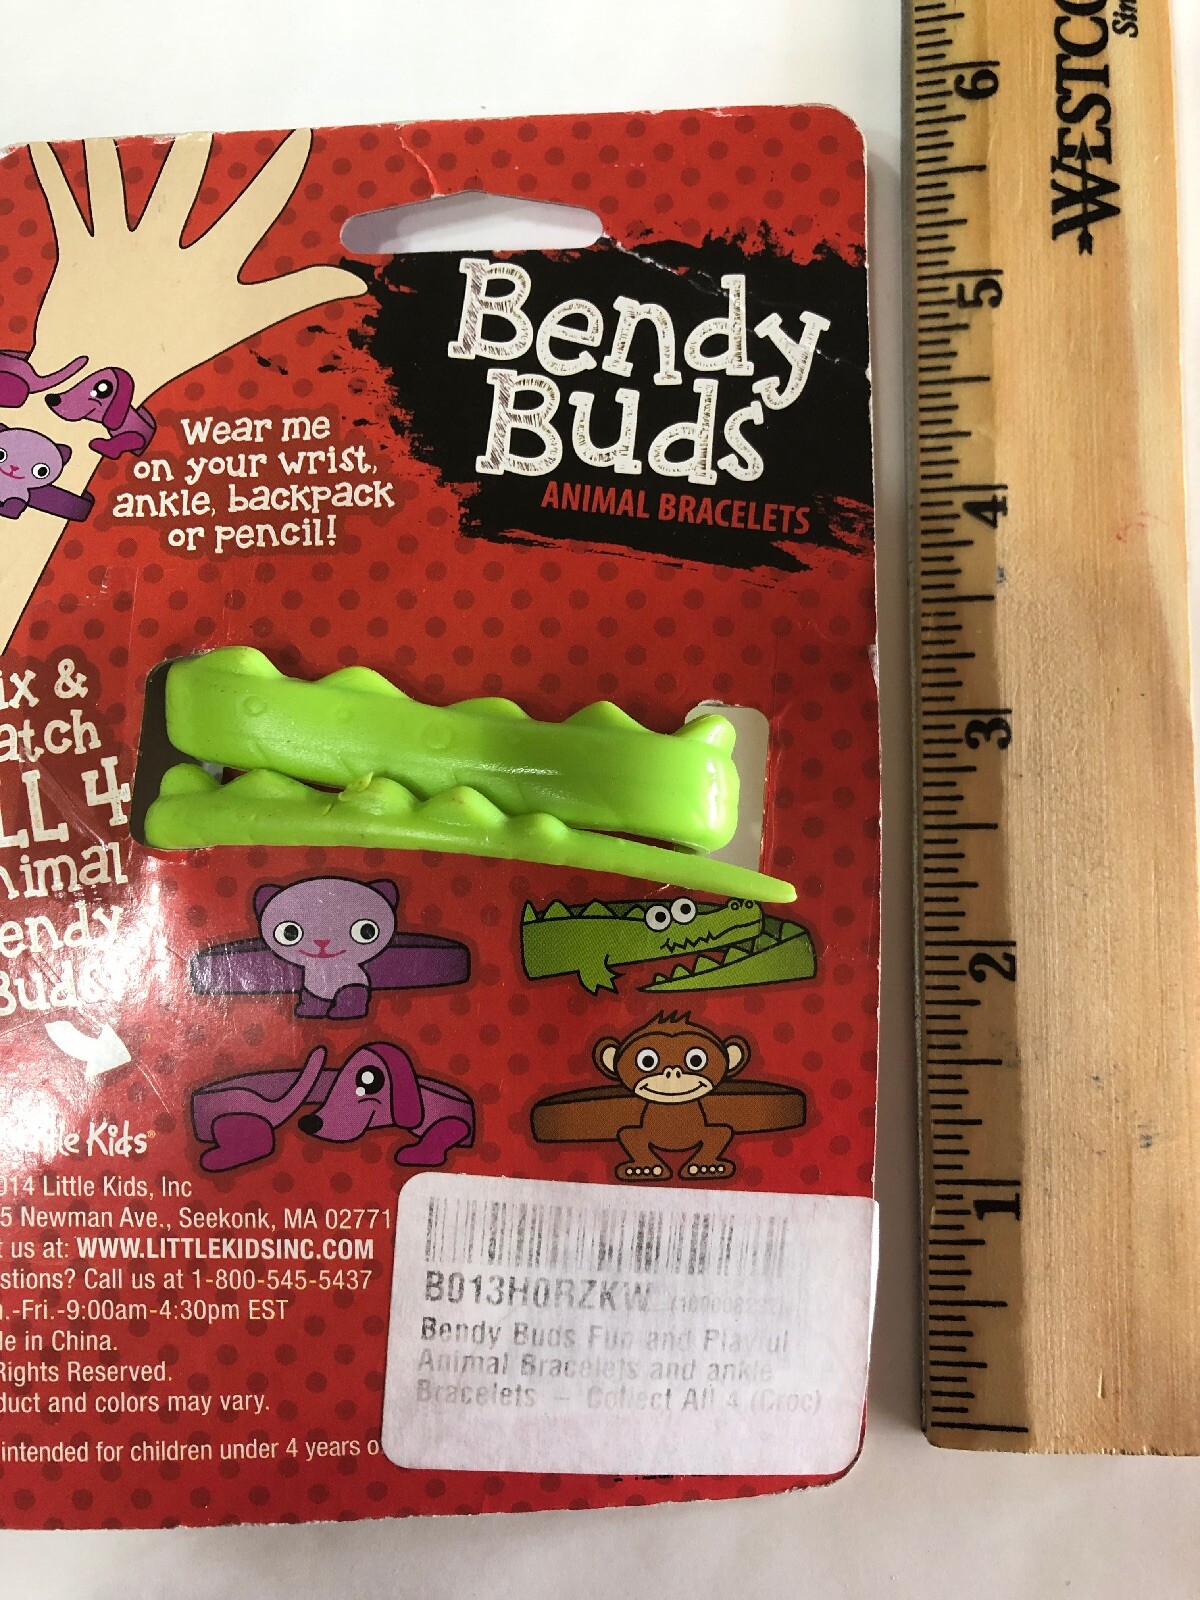 Bendy
Buds
ANIMAL BRACELETS
Wear me
on your wrist,
ankle, backpack
or pencil!
ix &
atch
LL 4
nimal
endy
Buds
Kids
014 Little Kids, Inc
5 Newman Ave., Seekonk, MA 02771
t us at: WWW.LITTLEKIDSINC.COM
stions? Call us at 1-800-545-5437
.-Fri.-9:00am-4:30pm EST
de in China.
Rights Reserved.
duct and colors may vary.
intended for children under 4 years o
B013H0RZKW
Bendy Buds Fun and Playful
Animal Bracelets and ankle
Bracelets - Collect All 4 (Croc)
WESTCO
Sin
6
5
4
3
2
1